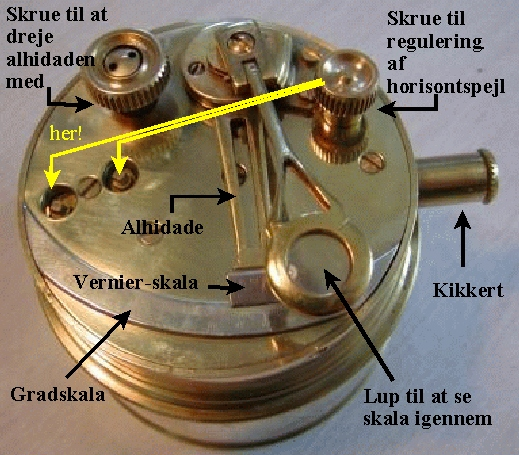 Skrue til at
dreje
alhidaden
med
Skrue til
regulering
af
horisontspejl
her!
Alhidade
Vernier-skala
Kikkert
Gradskala
Lup til at se
skala igennem